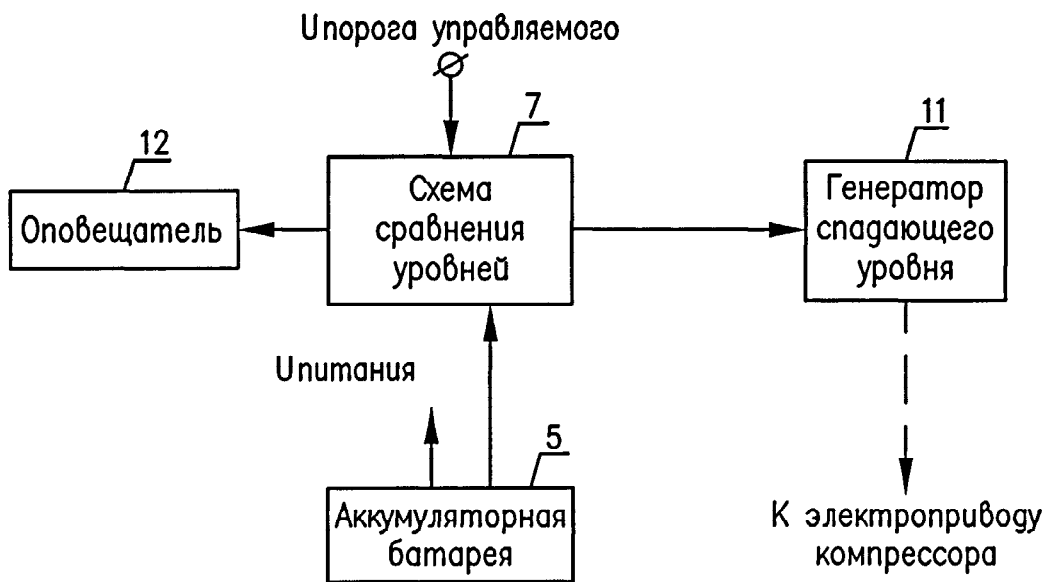 Uпорога управляемого
7
11
12
Схема
сравнения
уровней
Генератор
спадающего
уровня
Оповещатель
Uпитания
5
Аккумуляторная
батарея
К электроприводу
компрессора